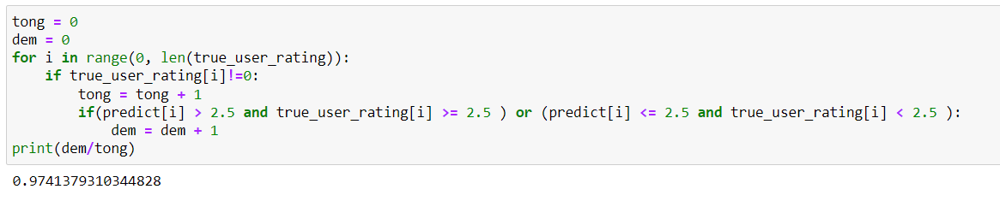 tong = 0
dem = 0
for i in range(0, len(true_user_rating)):
    if true_user_rating[i]!=0:
        tong = tong + 1
        if(predict[i] > 2.5 and true_user_rating[i] >= 2.5 ) or (predict[i] <= 2.5 and true_user_rating[i] < 2.5 ):
            dem = dem + 1
print(dem/tong)
0.9741379310344828